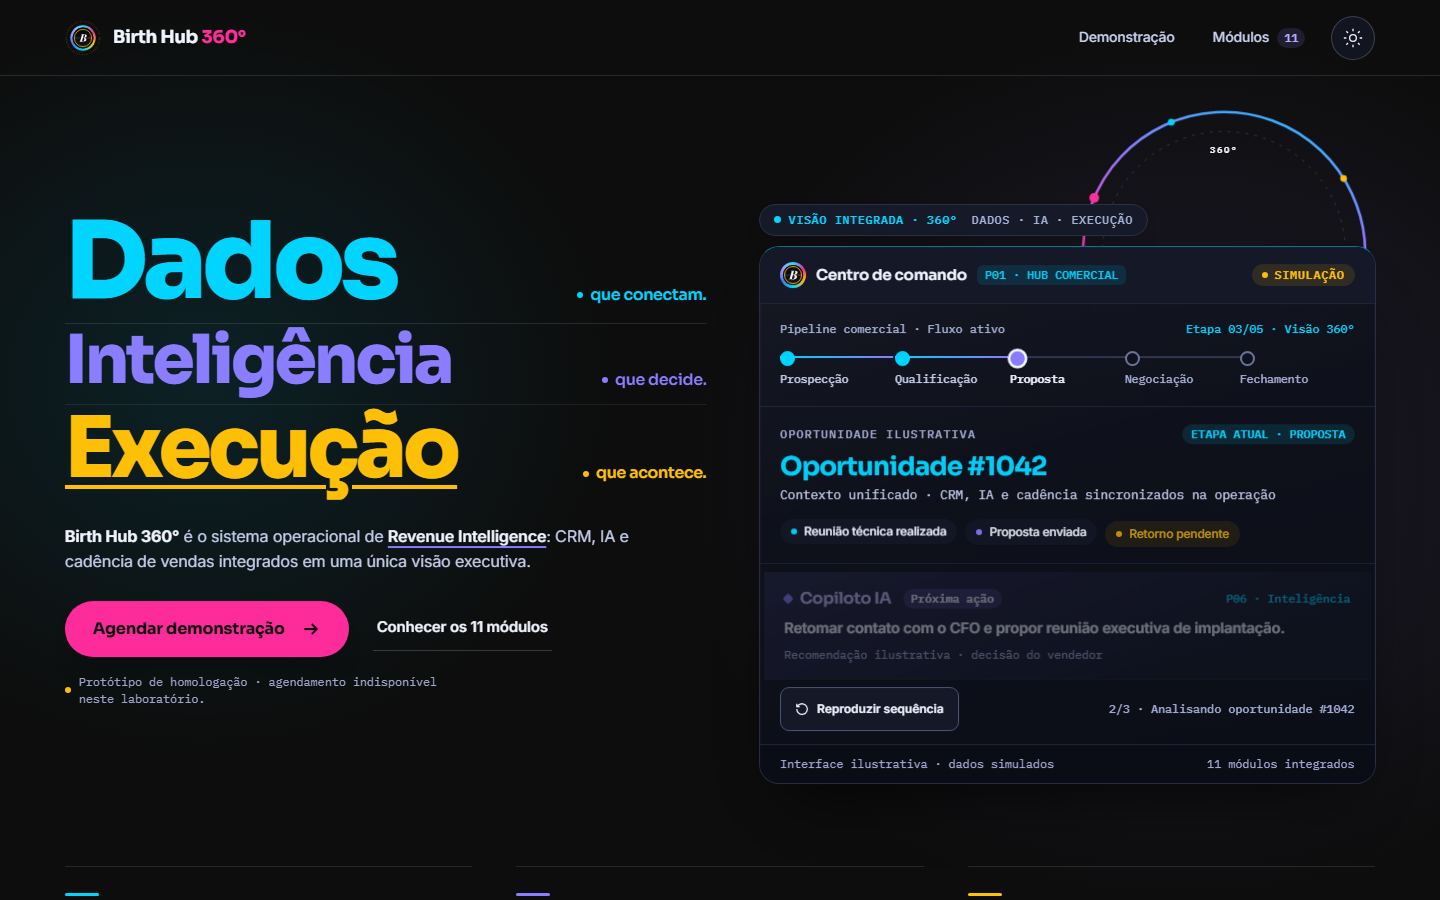 B Birth Hub 360°
Demonstração Módulos 11
360°
VISÃO INTEGRADA · 360° DADOS · IA · EXECUÇÃO
Dados
que conectam.
Inteligência
que decide.
Execução
que acontece.
Birth Hub 360° é o sistema operacional de Revenue Intelligence: CRM, IA e
cadência de vendas integrados em uma única visão executiva.
Agendar demonstração →
Conhecer os 11 módulos
Protótipo de homologação · agendamento indisponível
neste laboratório.
B Centro de comando P01 · HUB COMERCIAL SIMULAÇÃO
Pipeline comercial · Fluxo ativo Etapa 03/05 · Visão 360°
Prospecção Qualificação Proposta Negociação Fechamento
OPORTUNIDADE ILUSTRATIVA ETAPA ATUAL · PROPOSTA
Oportunidade #1042
Contexto unificado · CRM, IA e cadência sincronizados na operação
Reunião técnica realizada Proposta enviada Retorno pendente
Copiloto IA Próxima ação P06 · Inteligência
Retomar contato com o CFO e propor reunião executiva de implantação.
Recomendação ilustrativa · decisão do vendedor
Reproduzir sequência 2/3 · Analisando oportunidade #1042
Interface ilustrativa · dados simulados 11 módulos integrados